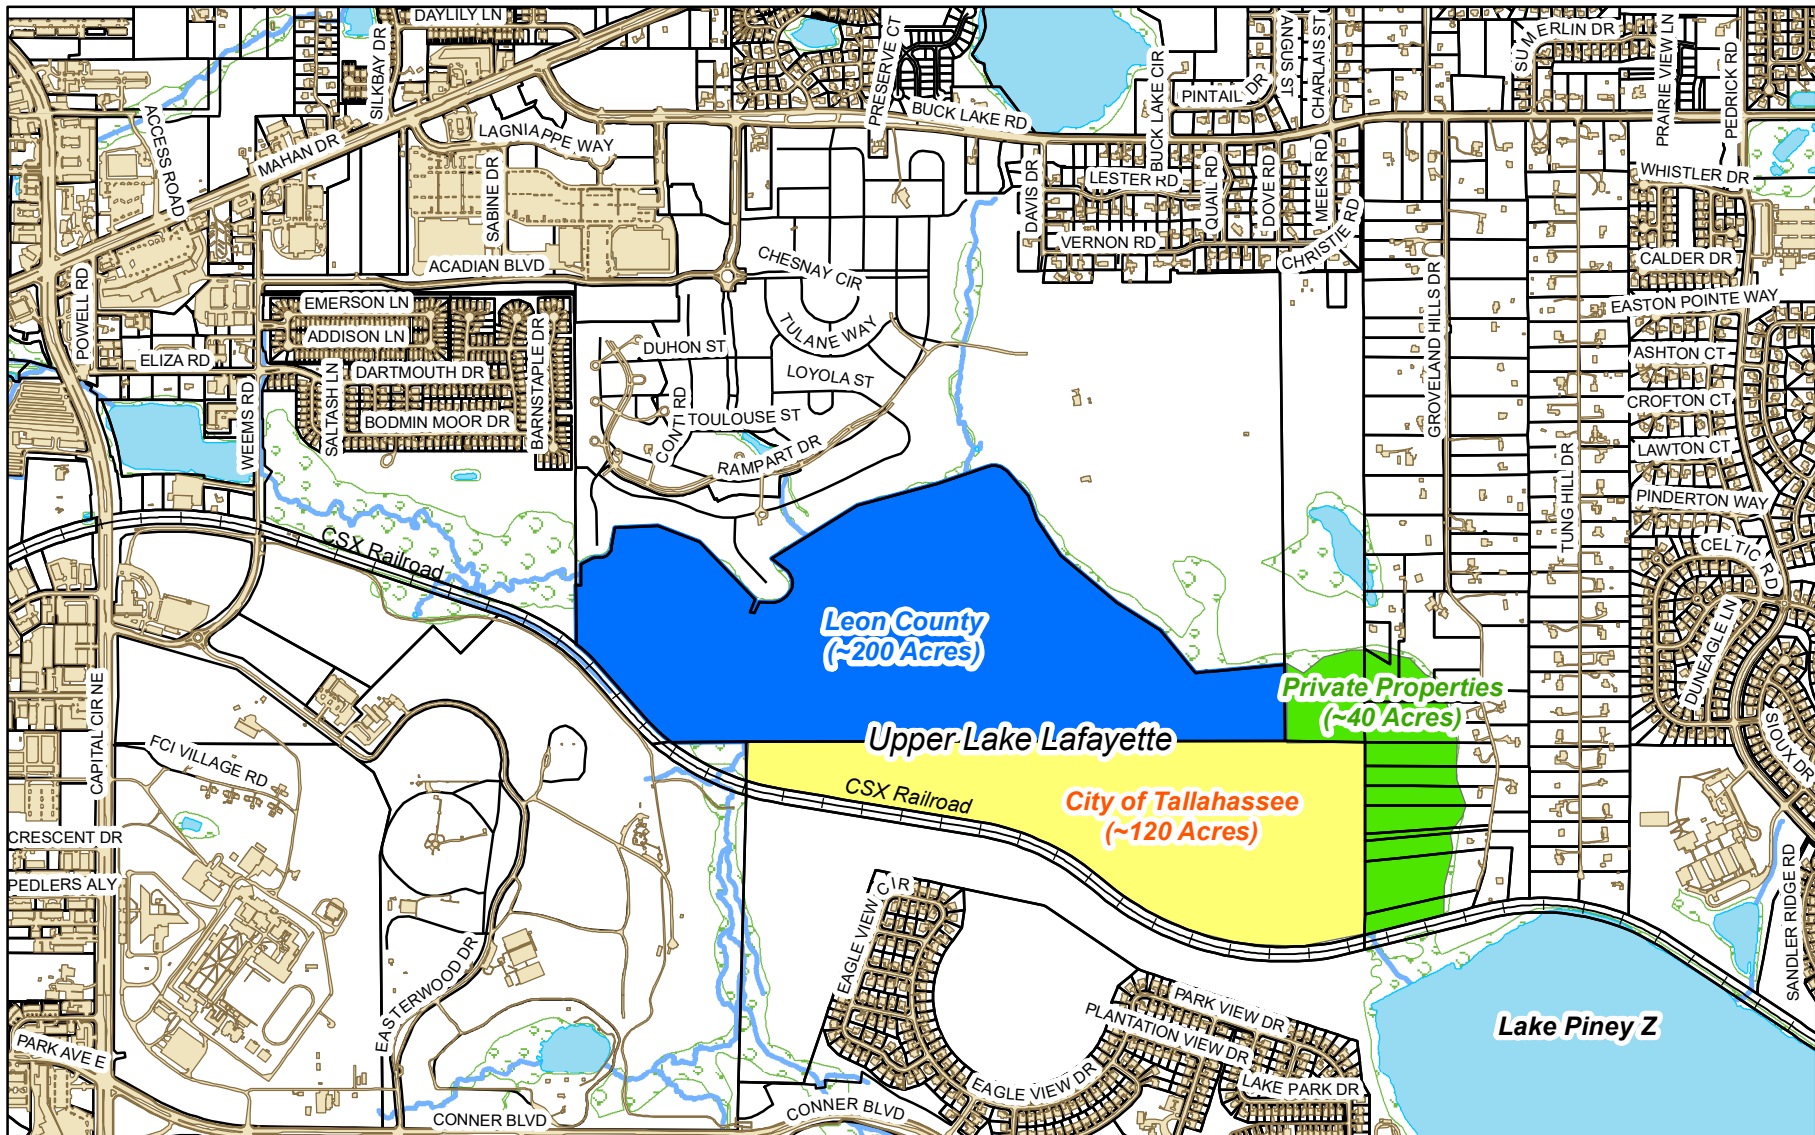 DAYLILY LN
SILKBAY DR
ACCESS ROAD
MAHAN DR
LAGNIAPPE WAY
SABINE DR
PRESERVE CT
BUCK LAKE RD
BUCK LAKE CIR
PINTAIL DR
ANGUS ST
CHARLAIS ST
SUMERLIN DR
PRAIRIE VIEW LN
PEDRICK RD
DAVIS DR
LESTER RD
QUAIL RD
DOVE RD
MEEKS RD
CHRISTIE RD
VERNON RD
WHISTLER DR
CALDER DR
EASTON POINTE WAY
ASHTON CT
CROFTON CT
LAWTON CT
PINDERTON WAY
CELTIC RD
DUNEAGLE LN
SIOUX DR
GROVELAND HILLS DR
TUNG HILL DR
POWELL RD
ACADIAN BLVD
EMERSON LN
ADDISON LN
ELIZA RD
DARTMOUTH DR
SALTASH LN
BODMIN MOOR DR
BARNSTAPLE DR
WEEMS RD
CHESNAY CIR
TULANE WAY
DUHON ST
LOYOLA ST
TOULOUSE ST
CONTI RD
RAMPART DR
CSX Railroad
Leon County
(~200 Acres)
Private Properties
(~40 Acres)
Upper Lake Lafayette
CSX Railroad
City of Tallahassee
(~120 Acres)
CAPITAL CIR NE
FCI VILLAGE RD
CRESCENT DR
PEDLERS ALY
PARK AVE E
EASTERWOOD DR
CONNER BLVD
CONNER BLVD
EAGLE VIEW CIR
EAGLE VIEW DR
PARK VIEW DR
PLANTATION VIEW DR
LAKE PARK DR
Lake Piney Z
SANDLER RIDGE RD